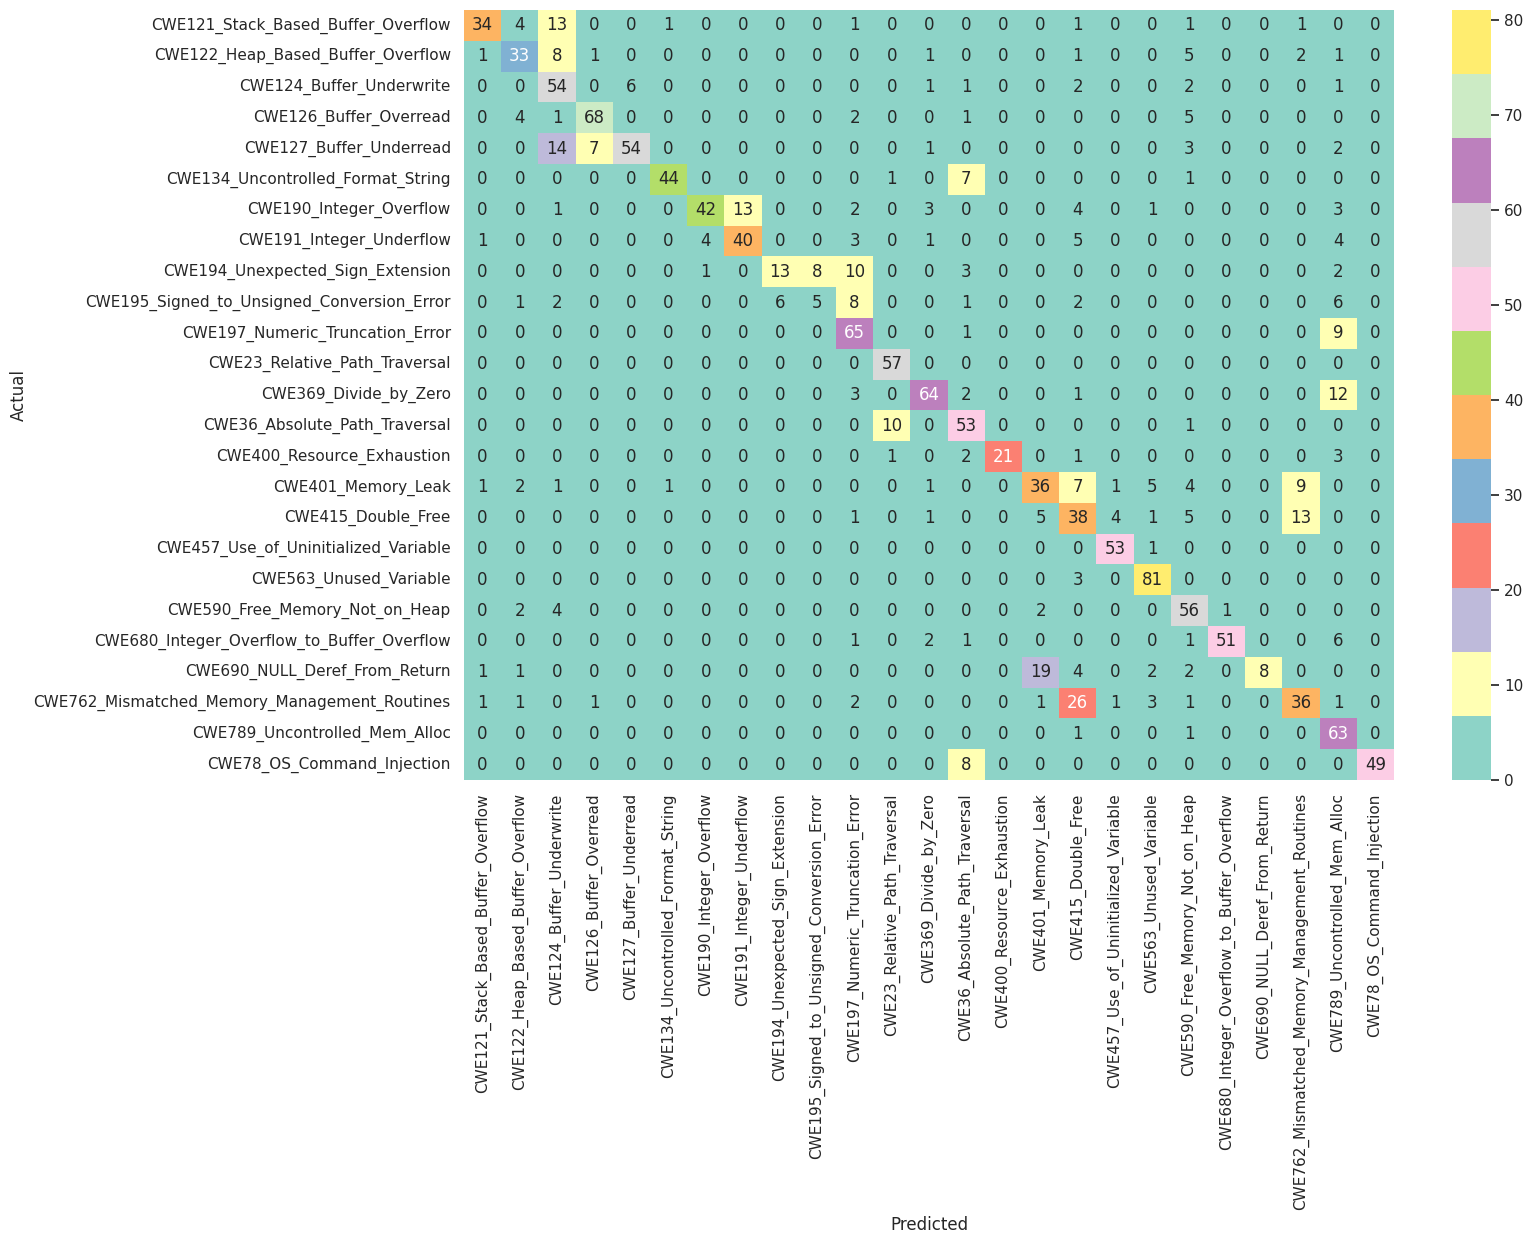 CWE121_Stack_Based_Buffer_Overflow 34 4 13 0 0 1 0 0 0 0 1 0 0 0 0 0 1 0 0 1 0 0 1 0 0
CWE122_Heap_Based_Buffer_Overflow 1 33 8 1 0 0 0 0 0 0 0 0 1 0 0 0 1 0 0 5 0 0 2 1 0
CWE124_Buffer_Underwrite 0 0 54 0 6 0 0 0 0 0 0 0 1 1 0 0 2 0 0 2 0 0 0 1 0
CWE126_Buffer_Overread 0 4 1 68 0 0 0 0 0 0 2 0 0 1 0 0 0 0 0 5 0 0 0 0 0
CWE127_Buffer_Underread 0 0 14 7 54 0 0 0 0 0 0 0 1 0 0 0 0 0 0 3 0 0 0 2 0
CWE134_Uncontrolled_Format_String 0 0 0 0 0 44 0 0 0 0 0 1 0 7 0 0 0 0 0 1 0 0 0 0 0
CWE190_Integer_Overflow 0 0 1 0 0 0 42 13 0 0 2 0 3 0 0 0 4 0 1 0 0 0 0 3 0
CWE191_Integer_Underflow 1 0 0 0 0 0 4 40 0 0 3 0 1 0 0 0 5 0 0 0 0 0 0 4 0
CWE194_Unexpected_Sign_Extension 0 0 0 0 0 0 1 0 13 8 10 0 0 3 0 0 0 0 0 0 0 0 0 2 0
CWE195_Signed_to_Unsigned_Conversion_Error 0 1 2 0 0 0 0 0 6 5 8 0 0 1 0 0 2 0 0 0 0 0 0 6 0
CWE197_Numeric_Truncation_Error 0 0 0 0 0 0 0 0 0 0 65 0 0 1 0 0 0 0 0 0 0 0 0 9 0
CWE23_Relative_Path_Traversal 0 0 0 0 0 0 0 0 0 0 0 57 0 0 0 0 0 0 0 0 0 0 0 0 0
CWE369_Divide_by_Zero 0 0 0 0 0 0 0 0 0 0 3 0 64 2 0 0 1 0 0 0 0 0 0 12 0
CWE36_Absolute_Path_Traversal 0 0 0 0 0 0 0 0 0 0 0 10 0 53 0 0 0 0 0 1 0 0 0 0 0
CWE400_Resource_Exhaustion 0 0 0 0 0 0 0 0 0 0 0 1 0 2 21 0 1 0 0 0 0 0 0 3 0
CWE401_Memory_Leak 1 2 1 0 0 1 0 0 0 0 0 0 1 0 0 36 7 1 5 4 0 0 9 0 0
CWE415_Double_Free 0 0 0 0 0 0 0 0 0 0 1 0 1 0 0 5 38 4 1 5 0 0 13 0 0
CWE457_Use_of_Uninitialized_Variable 0 0 0 0 0 0 0 0 0 0 0 0 0 0 0 0 0 53 1 0 0 0 0 0 0
CWE563_Unused_Variable 0 0 0 0 0 0 0 0 0 0 0 0 0 0 0 0 3 0 81 0 0 0 0 0 0
CWE590_Free_Memory_Not_on_Heap 0 2 4 0 0 0 0 0 0 0 0 0 0 0 0 2 0 0 0 56 1 0 0 0 0
CWE680_Integer_Overflow_to_Buffer_Overflow 0 0 0 0 0 0 0 0 0 0 1 0 2 1 0 0 0 0 0 1 51 0 0 6 0
CWE690_NULL_Deref_From_Return 1 1 0 0 0 0 0 0 0 0 0 0 0 0 0 19 4 0 2 2 0 8 0 0 0
CWE762_Mismatched_Memory_Management_Routines 1 1 0 1 0 0 0 0 0 0 2 0 0 0 0 1 26 1 3 1 0 0 36 1 0
CWE789_Uncontrolled_Mem_Alloc 0 0 0 0 0 0 0 0 0 0 0 0 0 0 0 0 1 0 0 1 0 0 0 63 0
CWE78_OS_Command_Injection 0 0 0 0 0 0 0 0 0 0 0 0 0 8 0 0 0 0 0 0 0 0 0 0 49
Actual
CWE121_Stack_Based_Buffer_Overflow
CWE122_Heap_Based_Buffer_Overflow
CWE124_Buffer_Underwrite
CWE126_Buffer_Overread
CWE127_Buffer_Underread
CWE134_Uncontrolled_Format_String
CWE190_Integer_Overflow
CWE191_Integer_Underflow
CWE194_Unexpected_Sign_Extension
CWE195_Signed_to_Unsigned_Conversion_Error
CWE197_Numeric_Truncation_Error
CWE23_Relative_Path_Traversal
CWE369_Divide_by_Zero
CWE36_Absolute_Path_Traversal
CWE400_Resource_Exhaustion
CWE401_Memory_Leak
CWE415_Double_Free
CWE457_Use_of_Uninitialized_Variable
CWE563_Unused_Variable
CWE590_Free_Memory_Not_on_Heap
CWE680_Integer_Overflow_to_Buffer_Overflow
CWE690_NULL_Deref_From_Return
CWE762_Mismatched_Memory_Management_Routines
CWE789_Uncontrolled_Mem_Alloc
CWE78_OS_Command_Injection
Predicted
80
70
60
50
40
30
20
10
0